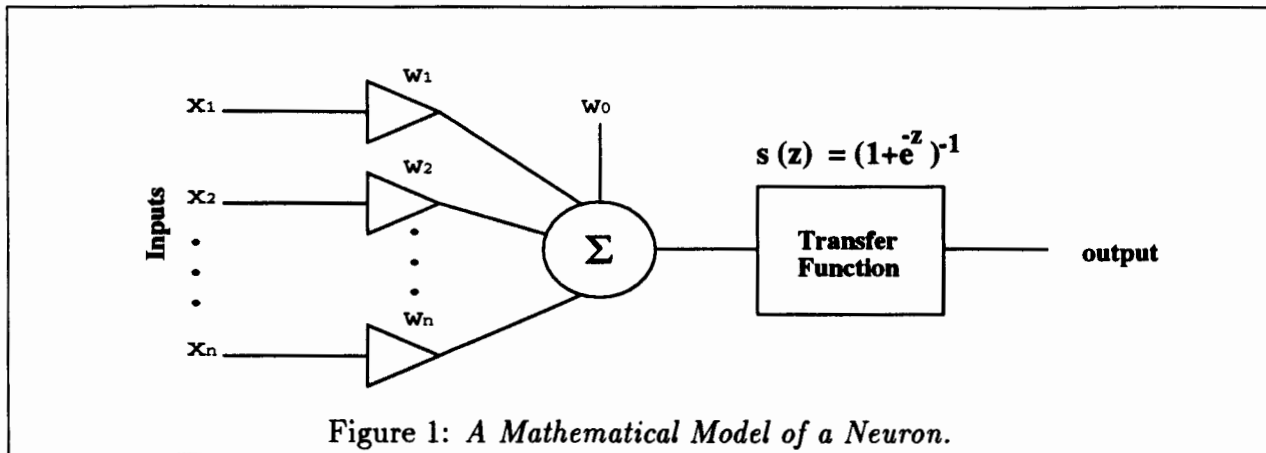 W1
X1
W0
s (z) = (1+e^-z)^-1
W2
X2
Inputs
Σ
Transfer
Function
output
Wn
Xn
Figure 1: A Mathematical Model of a Neuron.